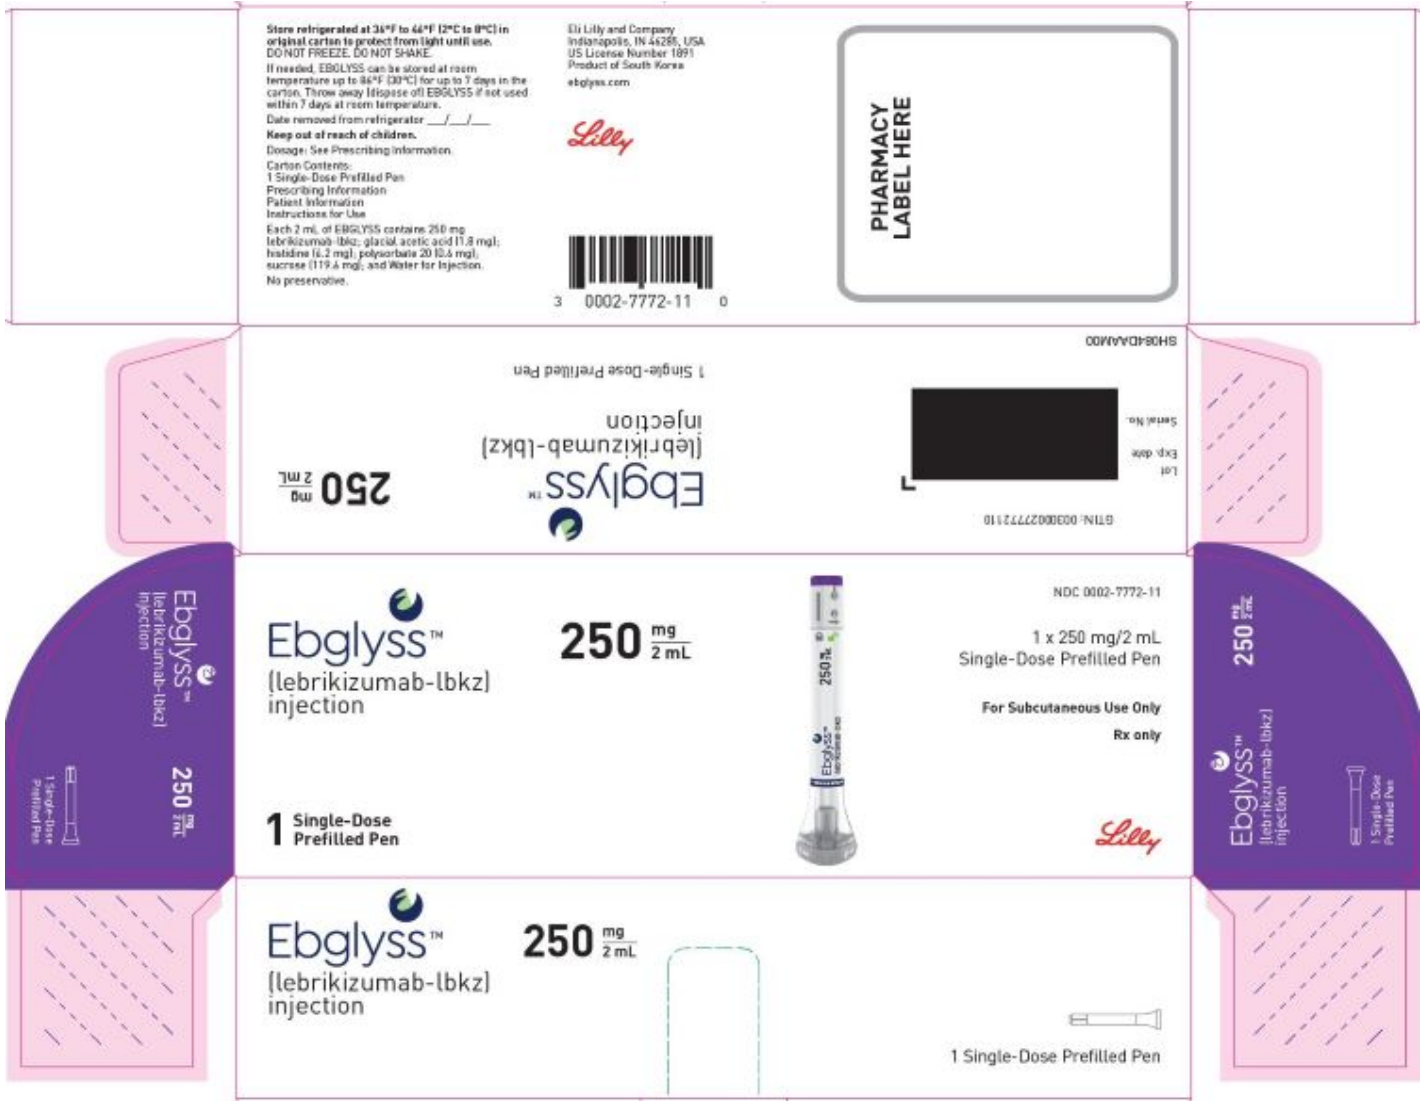 Store refrigerated at 36°F to 46°F (2°C to 8°C) in
original carton to protect from light until use.
DO NOT FREEZE. DO NOT SHAKE.
If needed, EBGLYSS can be stored at room
temperature up to 86°F (30°C) for up to 7 days in the
carton. Throw away (dispose of) EBGLYSS if not used
within 7 days at room temperature.
Date removed from refrigerator ___/___/___
Keep out of reach of children.
Dosage: See Prescribing Information.
Carton Contents:
1 Single-Dose Prefilled Pen
Prescribing Information
Patient Information
Instructions for Use
Each 2 mL of EBGLYSS contains 250 mg
lebrikizumab-lbkz; glacial acetic acid (1.8 mg);
histidine (6.2 mg); polysorbate 20 (0.6 mg);
sucrose (119.6 mg); and Water for Injection.
No preservative.
Eli Lilly and Company
Indianapolis, IN 46285, USA
US License Number 1891
Product of South Korea
ebglyss.com
Lilly
3 0002-7772-11 0
PHARMACY
LABEL HERE
GTIN: 00300027772110
Lot
Exp. date
Serial No.
SH084DAAM00
Ebglyss™
(lebrikizumab-lbkz)
injection
250 mg
2 mL
1 Single-Dose Prefilled Pen
Ebglyss™
(lebrikizumab-lbkz)
injection
250 mg
2 mL
1 Single-Dose
Prefilled Pen
Ebglyss™
(lebrikizumab-lbkz)
injection
250 mg
2 mL
1 Single-Dose
Prefilled Pen
250
Ebglyss™
NDC 0002-7772-11
1 x 250 mg/2 mL
Single-Dose Prefilled Pen
For Subcutaneous Use Only
Rx only
Lilly
Ebglyss™
(lebrikizumab-lbkz)
injection
250 mg
2 mL
1 Single-Dose
Prefilled Pen
Ebglyss™
(lebrikizumab-lbkz)
injection
250 mg
2 mL
1 Single-Dose Prefilled Pen